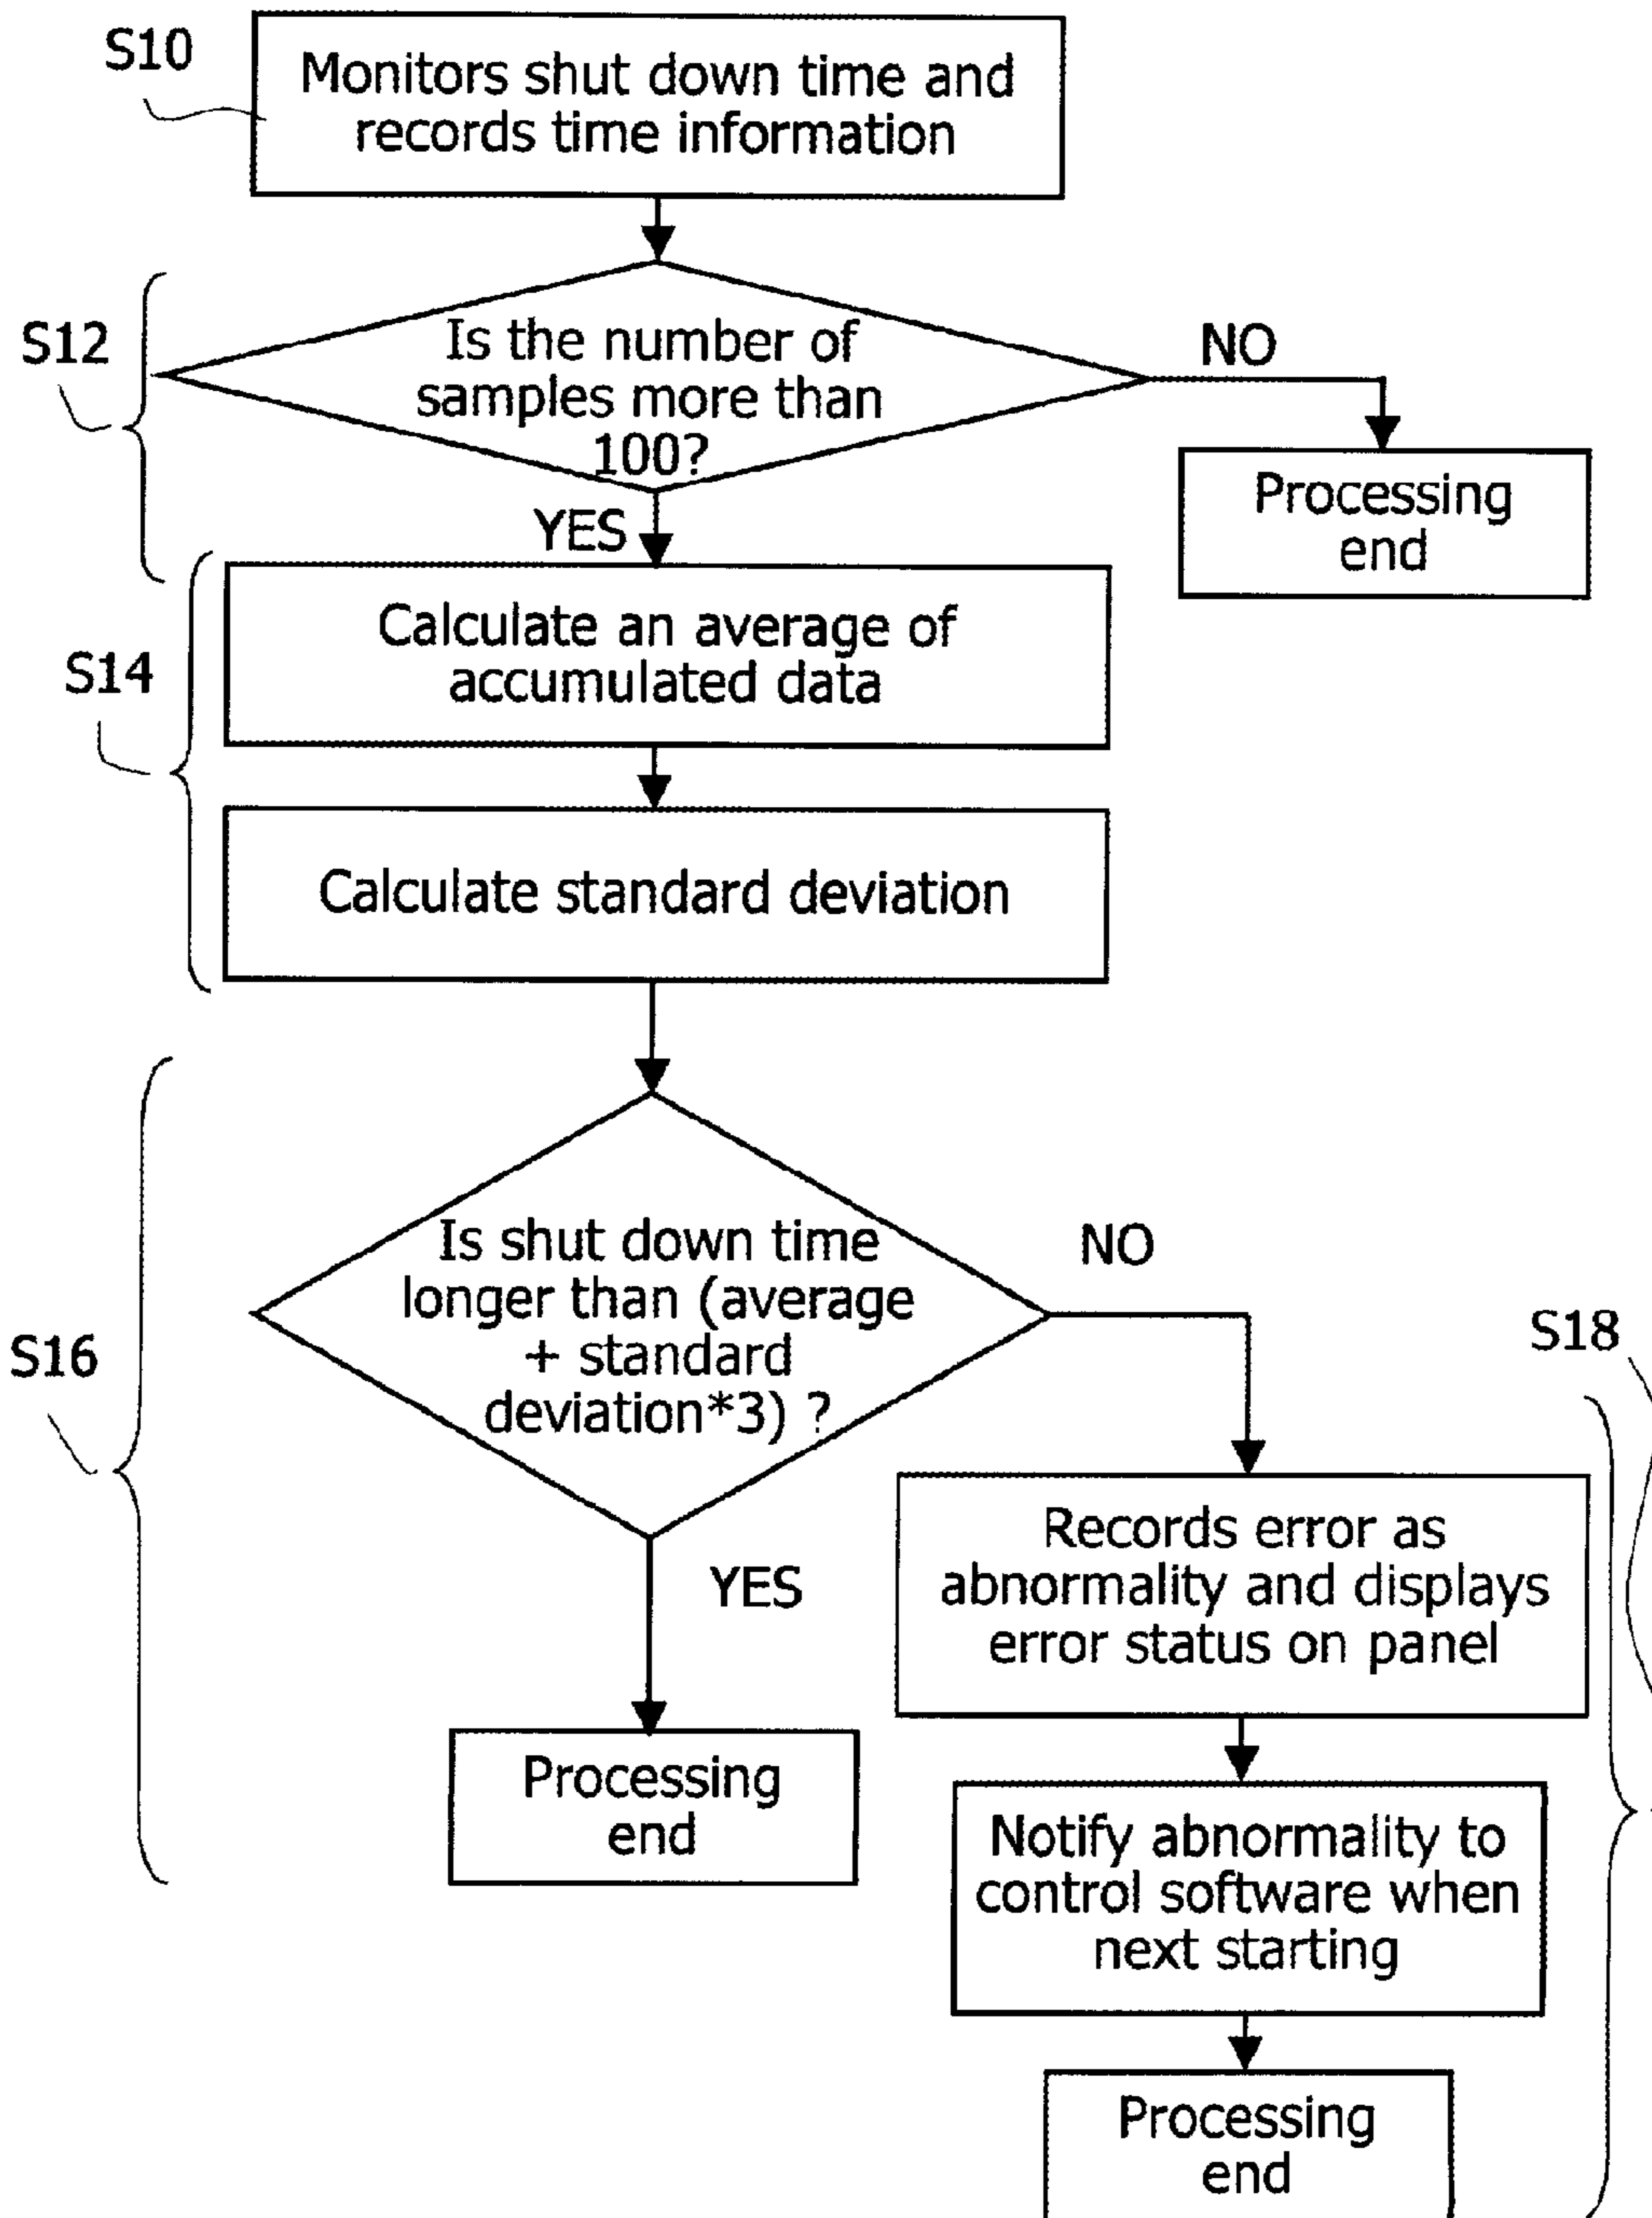 S10
Monitors shut down time and
records time information
S12
Is the number of
samples more than
100?
NO
Processing
end
YES
S14
Calculate an average of
accumulated data
Calculate standard deviation
S16
Is shut down time
longer than (average
+ standard
deviation*3) ?
NO
S18
YES
Records error as
abnormality and displays
error status on panel
Processing
end
Notify abnormality to
control software when
next starting
Processing
end